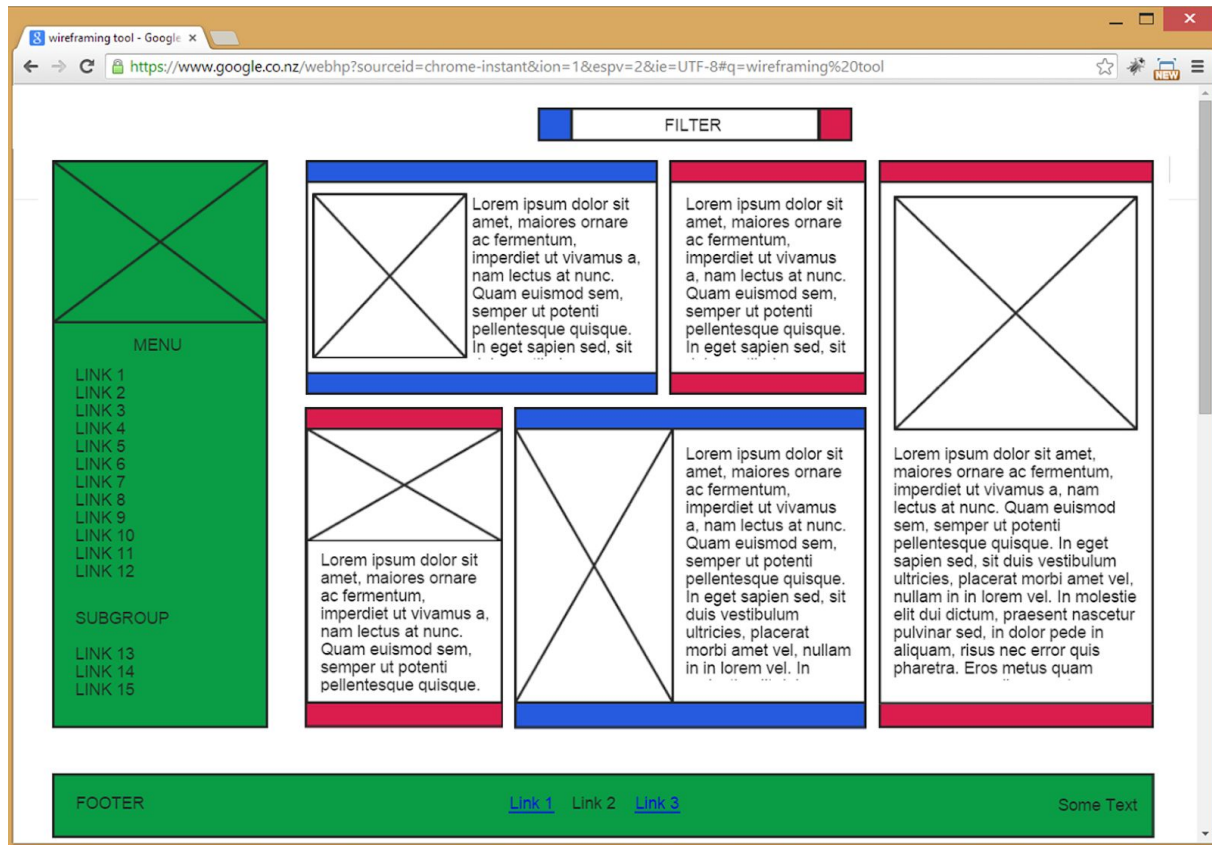 wireframing tool - Google
https://www.google.co.nz/webhp?sourceid=chrome-instant&ion=1&espv=2&ie=UTF-8#q=wireframing%20tool
NEW
FILTER
MENU
LINK 1
LINK 2
LINK 3
LINK 4
LINK 5
LINK 6
LINK 7
LINK 8
LINK 9
LINK 10
LINK 11
LINK 12
SUBGROUP
LINK 13
LINK 14
LINK 15
Lorem ipsum dolor sit
amet, maiores ornare
ac fermentum,
imperdiet ut vivamus a,
nam lectus at nunc.
Quam euismod sem,
semper ut potenti
pellentesque quisque.
In eget sapien sed, sit
Lorem ipsum dolor sit
amet, maiores ornare
ac fermentum,
imperdiet ut vivamus
a, nam lectus at nunc.
Quam euismod sem,
semper ut potenti
pellentesque quisque.
In eget sapien sed, sit
Lorem ipsum dolor sit amet,
maiores ornare ac fermentum,
imperdiet ut vivamus a, nam
lectus at nunc. Quam euismod
sem, semper ut potenti
pellentesque quisque. In eget
sapien sed, sit duis vestibulum
ultricies, placerat morbi amet vel,
nullam in in lorem vel. In molestie
elit dui dictum, praesent nascetur
pulvinar sed, in dolor pede in
aliquam, risus nec error quis
pharetra. Eros metus quam
Lorem ipsum dolor sit
amet, maiores ornare
ac fermentum,
imperdiet ut vivamus a,
nam lectus at nunc.
Quam euismod sem,
semper ut potenti
pellentesque quisque.
Lorem ipsum dolor sit
amet, maiores ornare
ac fermentum,
imperdiet ut vivamus
a, nam lectus at nunc.
Quam euismod sem,
semper ut potenti
pellentesque quisque.
In eget sapien sed, sit
duis vestibulum
ultricies, placerat
morbi amet vel, nullam
in in lorem vel. In
FOOTER
Link 1 Link 2 Link 3
Some Text